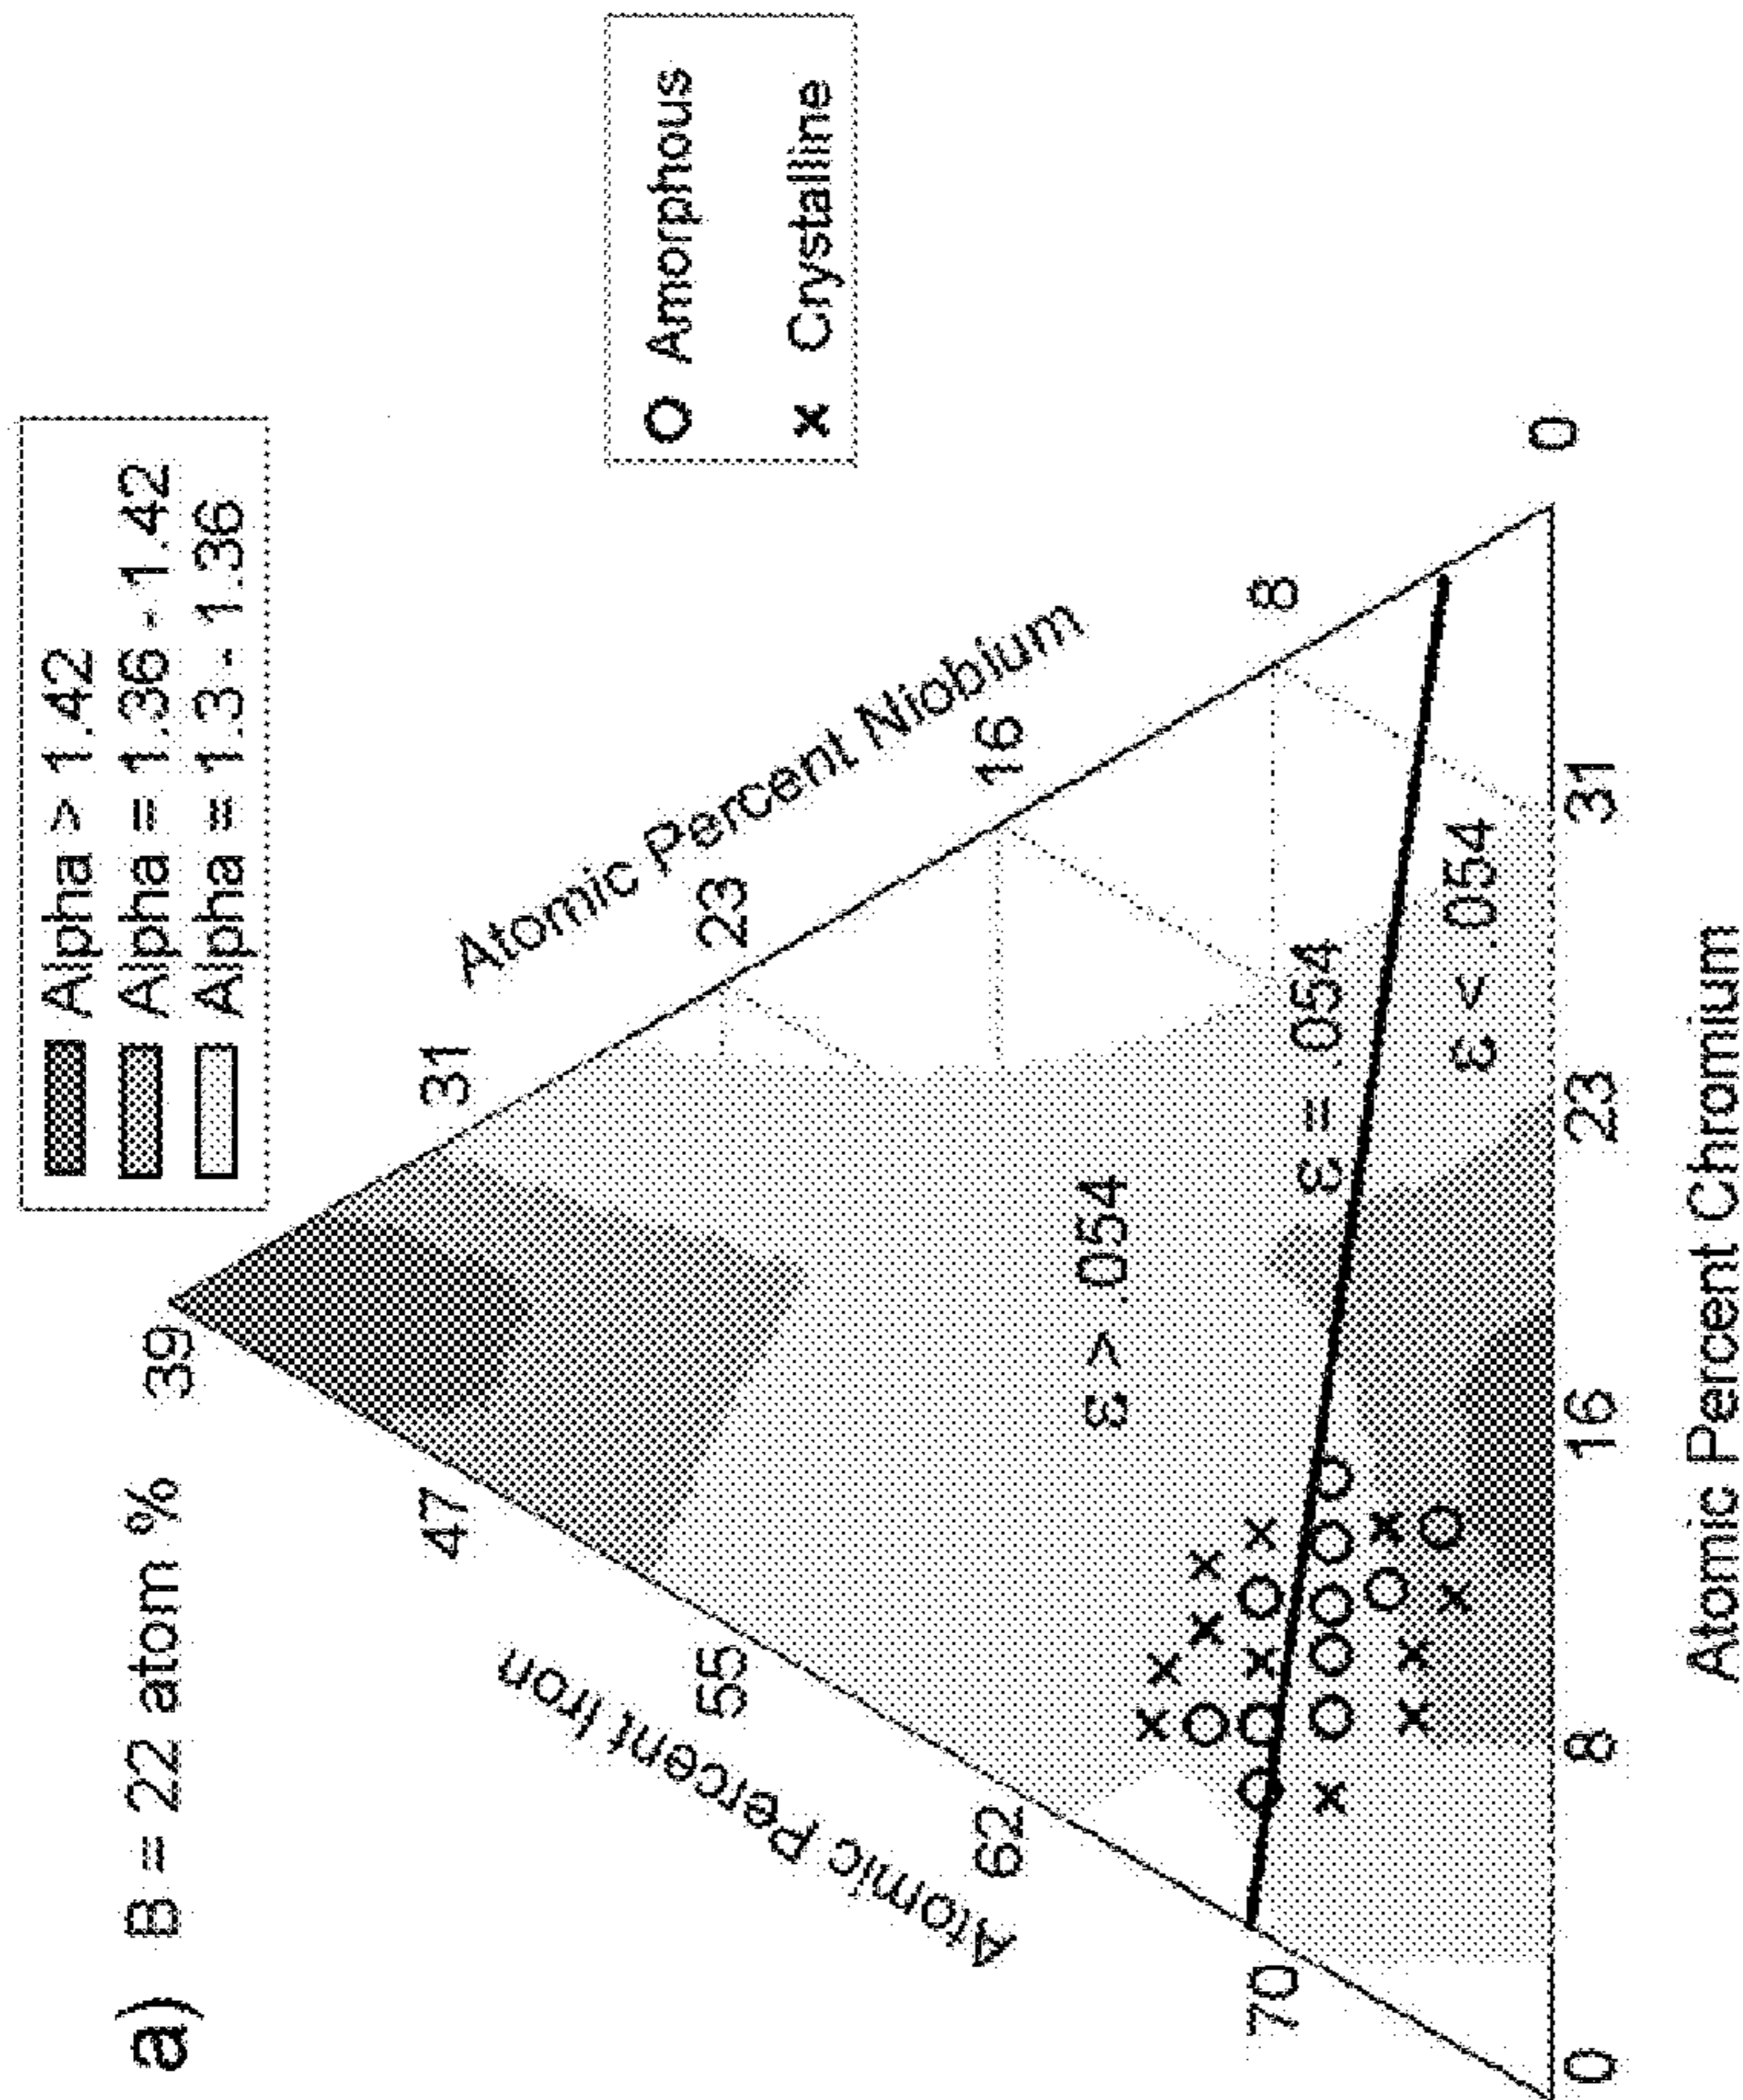 a) B = 22 atom %
Alpha > 1.42
Alpha = 1.36 - 1.42
Alpha = 1.3 - 1.36
O Amorphous
x Crystalline
39
47
55
62
70
0
Atomic Percent Iron
31
23
16
8
0
Atomic Percent Niobium
ε > .054
ε = .054
ε < .054
8
16
23
31
Atomic Percent Chromium